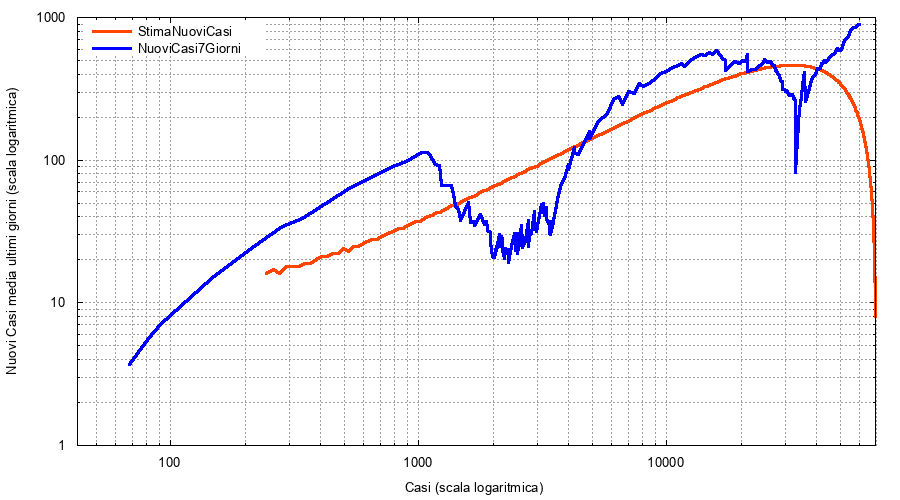 StimaNuoviCasi
NuoviCasi7Giorni
Nuovi Casi media ultimi giorni (scala logaritmica)
1000
100
10
1
100
1000
10000
Casi (scala logaritmica)